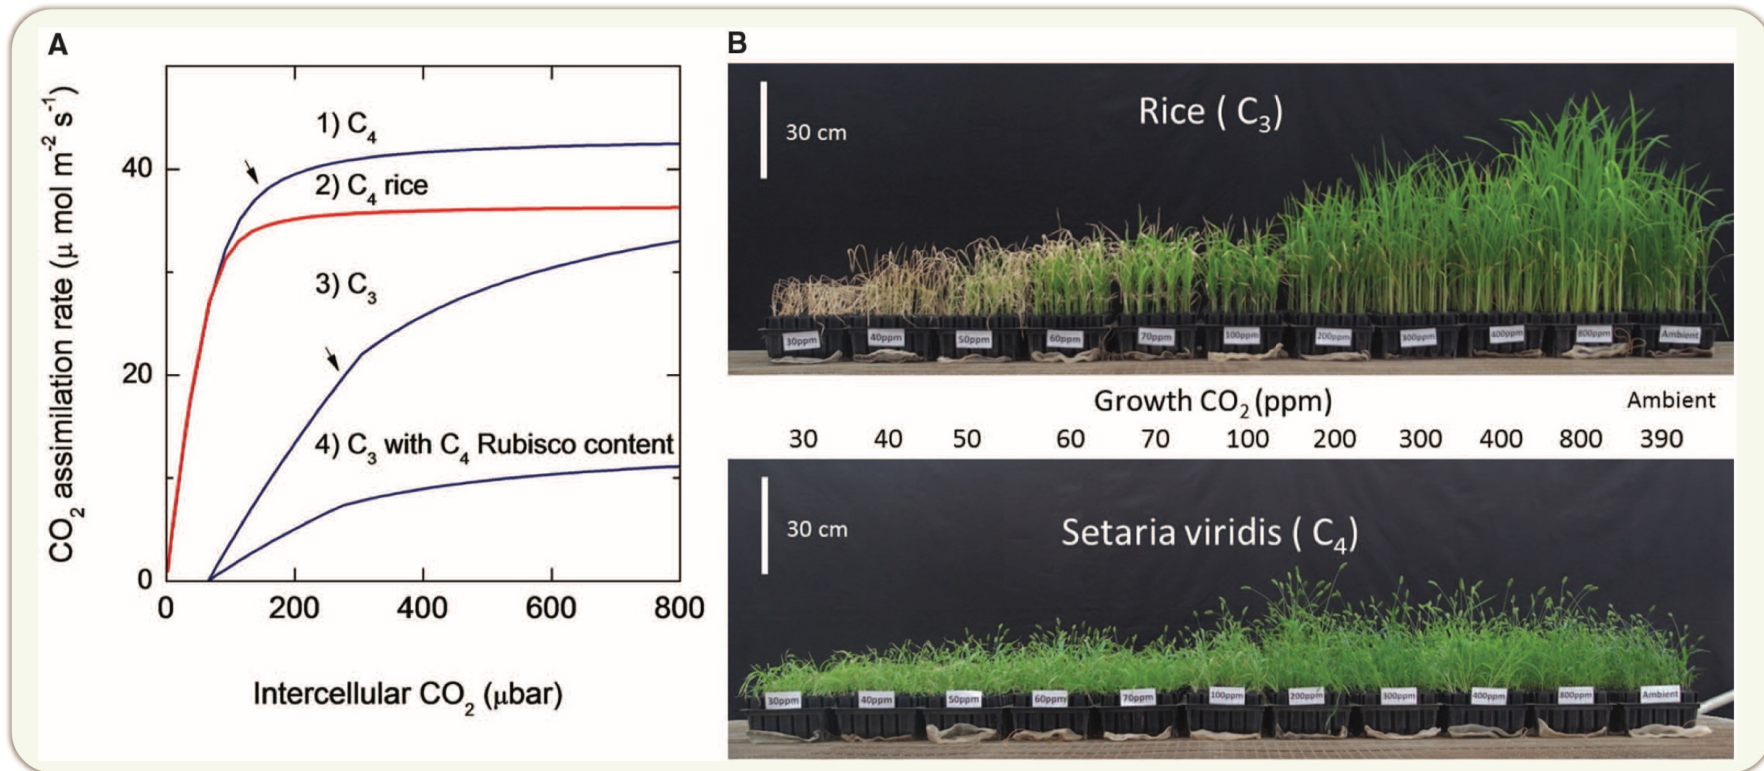 A
CO₂ assimilation rate (μ mol m⁻² s⁻¹)
40
20
0
1) C₄
2) C₄ rice
3) C₃
4) C₃ with C₄ Rubisco content
0 200 400 600 800
Intercellular CO₂ (μbar)
B
30 cm
Rice ( C₃)
30ppm 40ppm 50ppm 60ppm 70ppm 100ppm 200ppm 300ppm 400ppm 800ppm Ambient
Growth CO₂ (ppm) Ambient
30 40 50 60 70 100 200 300 400 800 390
30 cm
Setaria viridis ( C₄)
30ppm 40ppm 50ppm 60ppm 70ppm 100ppm 200ppm 300ppm 400ppm 800ppm Ambient